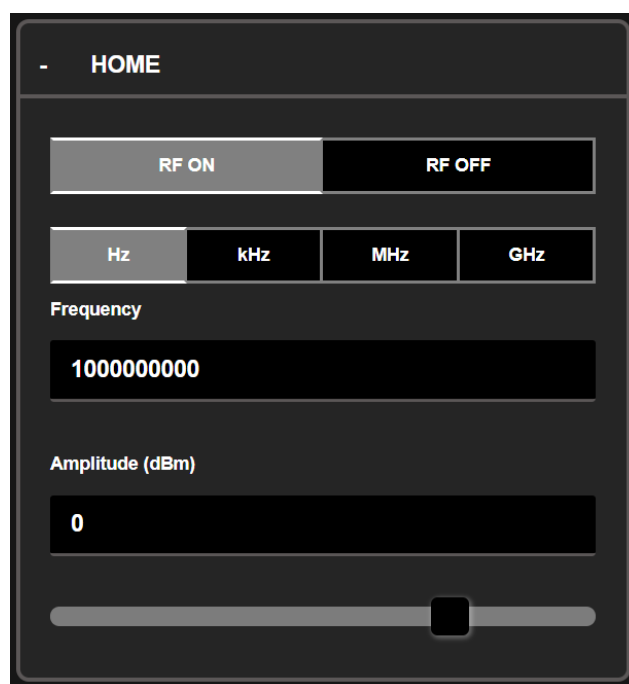 - HOME
RF ON RF OFF
Hz kHz MHz GHz
Frequency
1000000000
Amplitude (dBm)
0